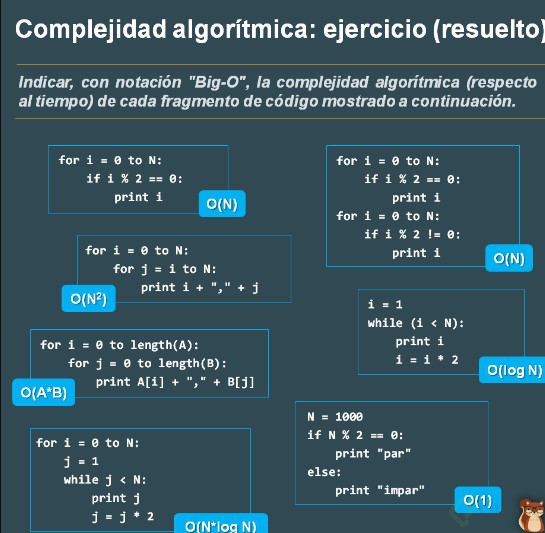 Complejidad algorítmica: ejercicio (resuelto)
Indicar, con notación "Big-O", la complejidad algorítmica (respecto
al tiempo) de cada fragmento de código mostrado a continuación.
for i = 0 to N:
if i % 2 == 0:
print i
O(N)
for i = 0 to N:
if i % 2 == 0:
print i
for i = 0 to N:
if i % 2 != 0:
print i
O(N)
for i = 0 to N:
for j = i to N:
print i + "," + j
O(N²)
i = 1
while (i < N):
print i
i = i * 2
O(log N)
for i = 0 to length(A):
for j = 0 to length(B):
print A[i] + "," + B[j]
O(A*B)
N = 1000
if N % 2 == 0:
print "par"
else:
print "impar"
O(1)
for i = 0 to N:
j = 1
while j < N:
print j
j = j * 2
O(N*log N)